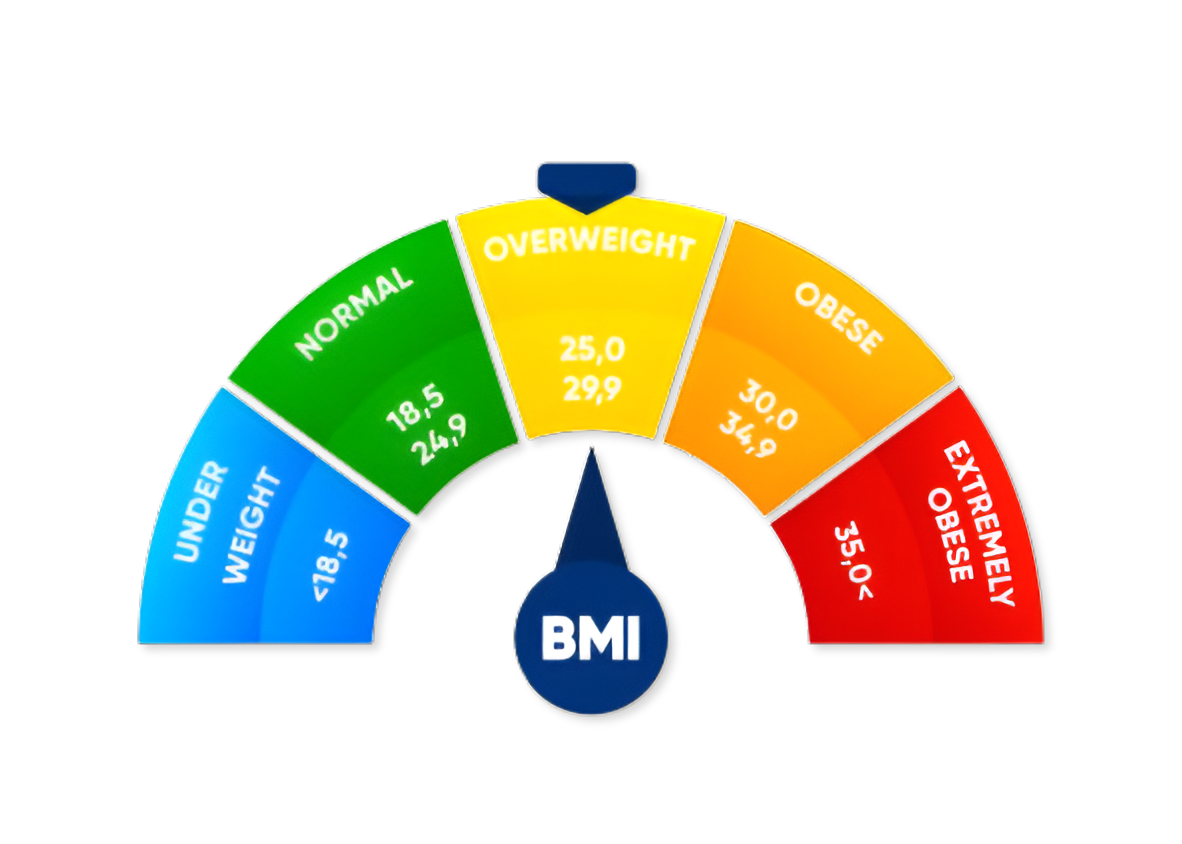 UNDER
WEIGHT
<18,5
NORMAL
18,5
24,9
OVERWEIGHT
25,0
29,9
OBESE
30,0
34,9
EXTREMELY
OBESE
35,0<
BMI